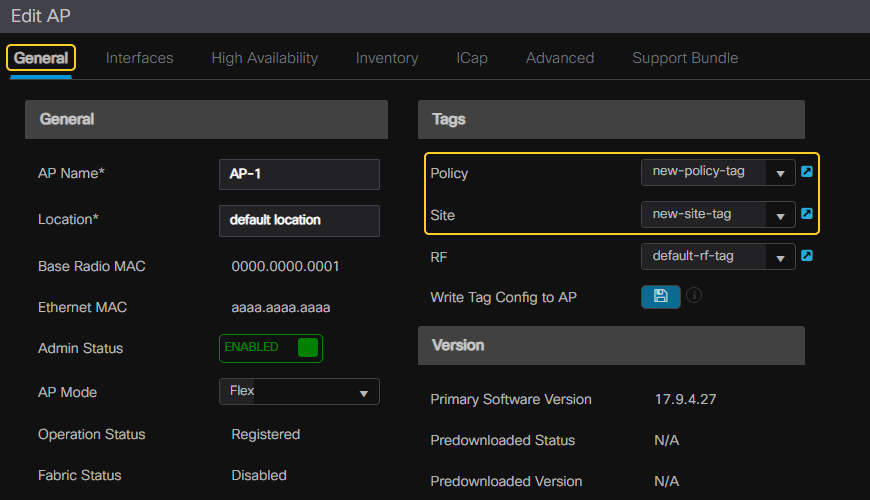 Edit AP
General Interfaces High Availability Inventory ICap Advanced Support Bundle
General
AP Name* AP-1
Location* default location
Base Radio MAC 0000.0000.0001
Ethernet MAC aaaa.aaaa.aaaa
Admin Status ENABLED
AP Mode Flex
Operation Status Registered
Fabric Status Disabled
Tags
Policy new-policy-tag
Site new-site-tag
RF default-rf-tag
Write Tag Config to AP
Version
Primary Software Version 17.9.4.27
Predownloaded Status N/A
Predownloaded Version N/A